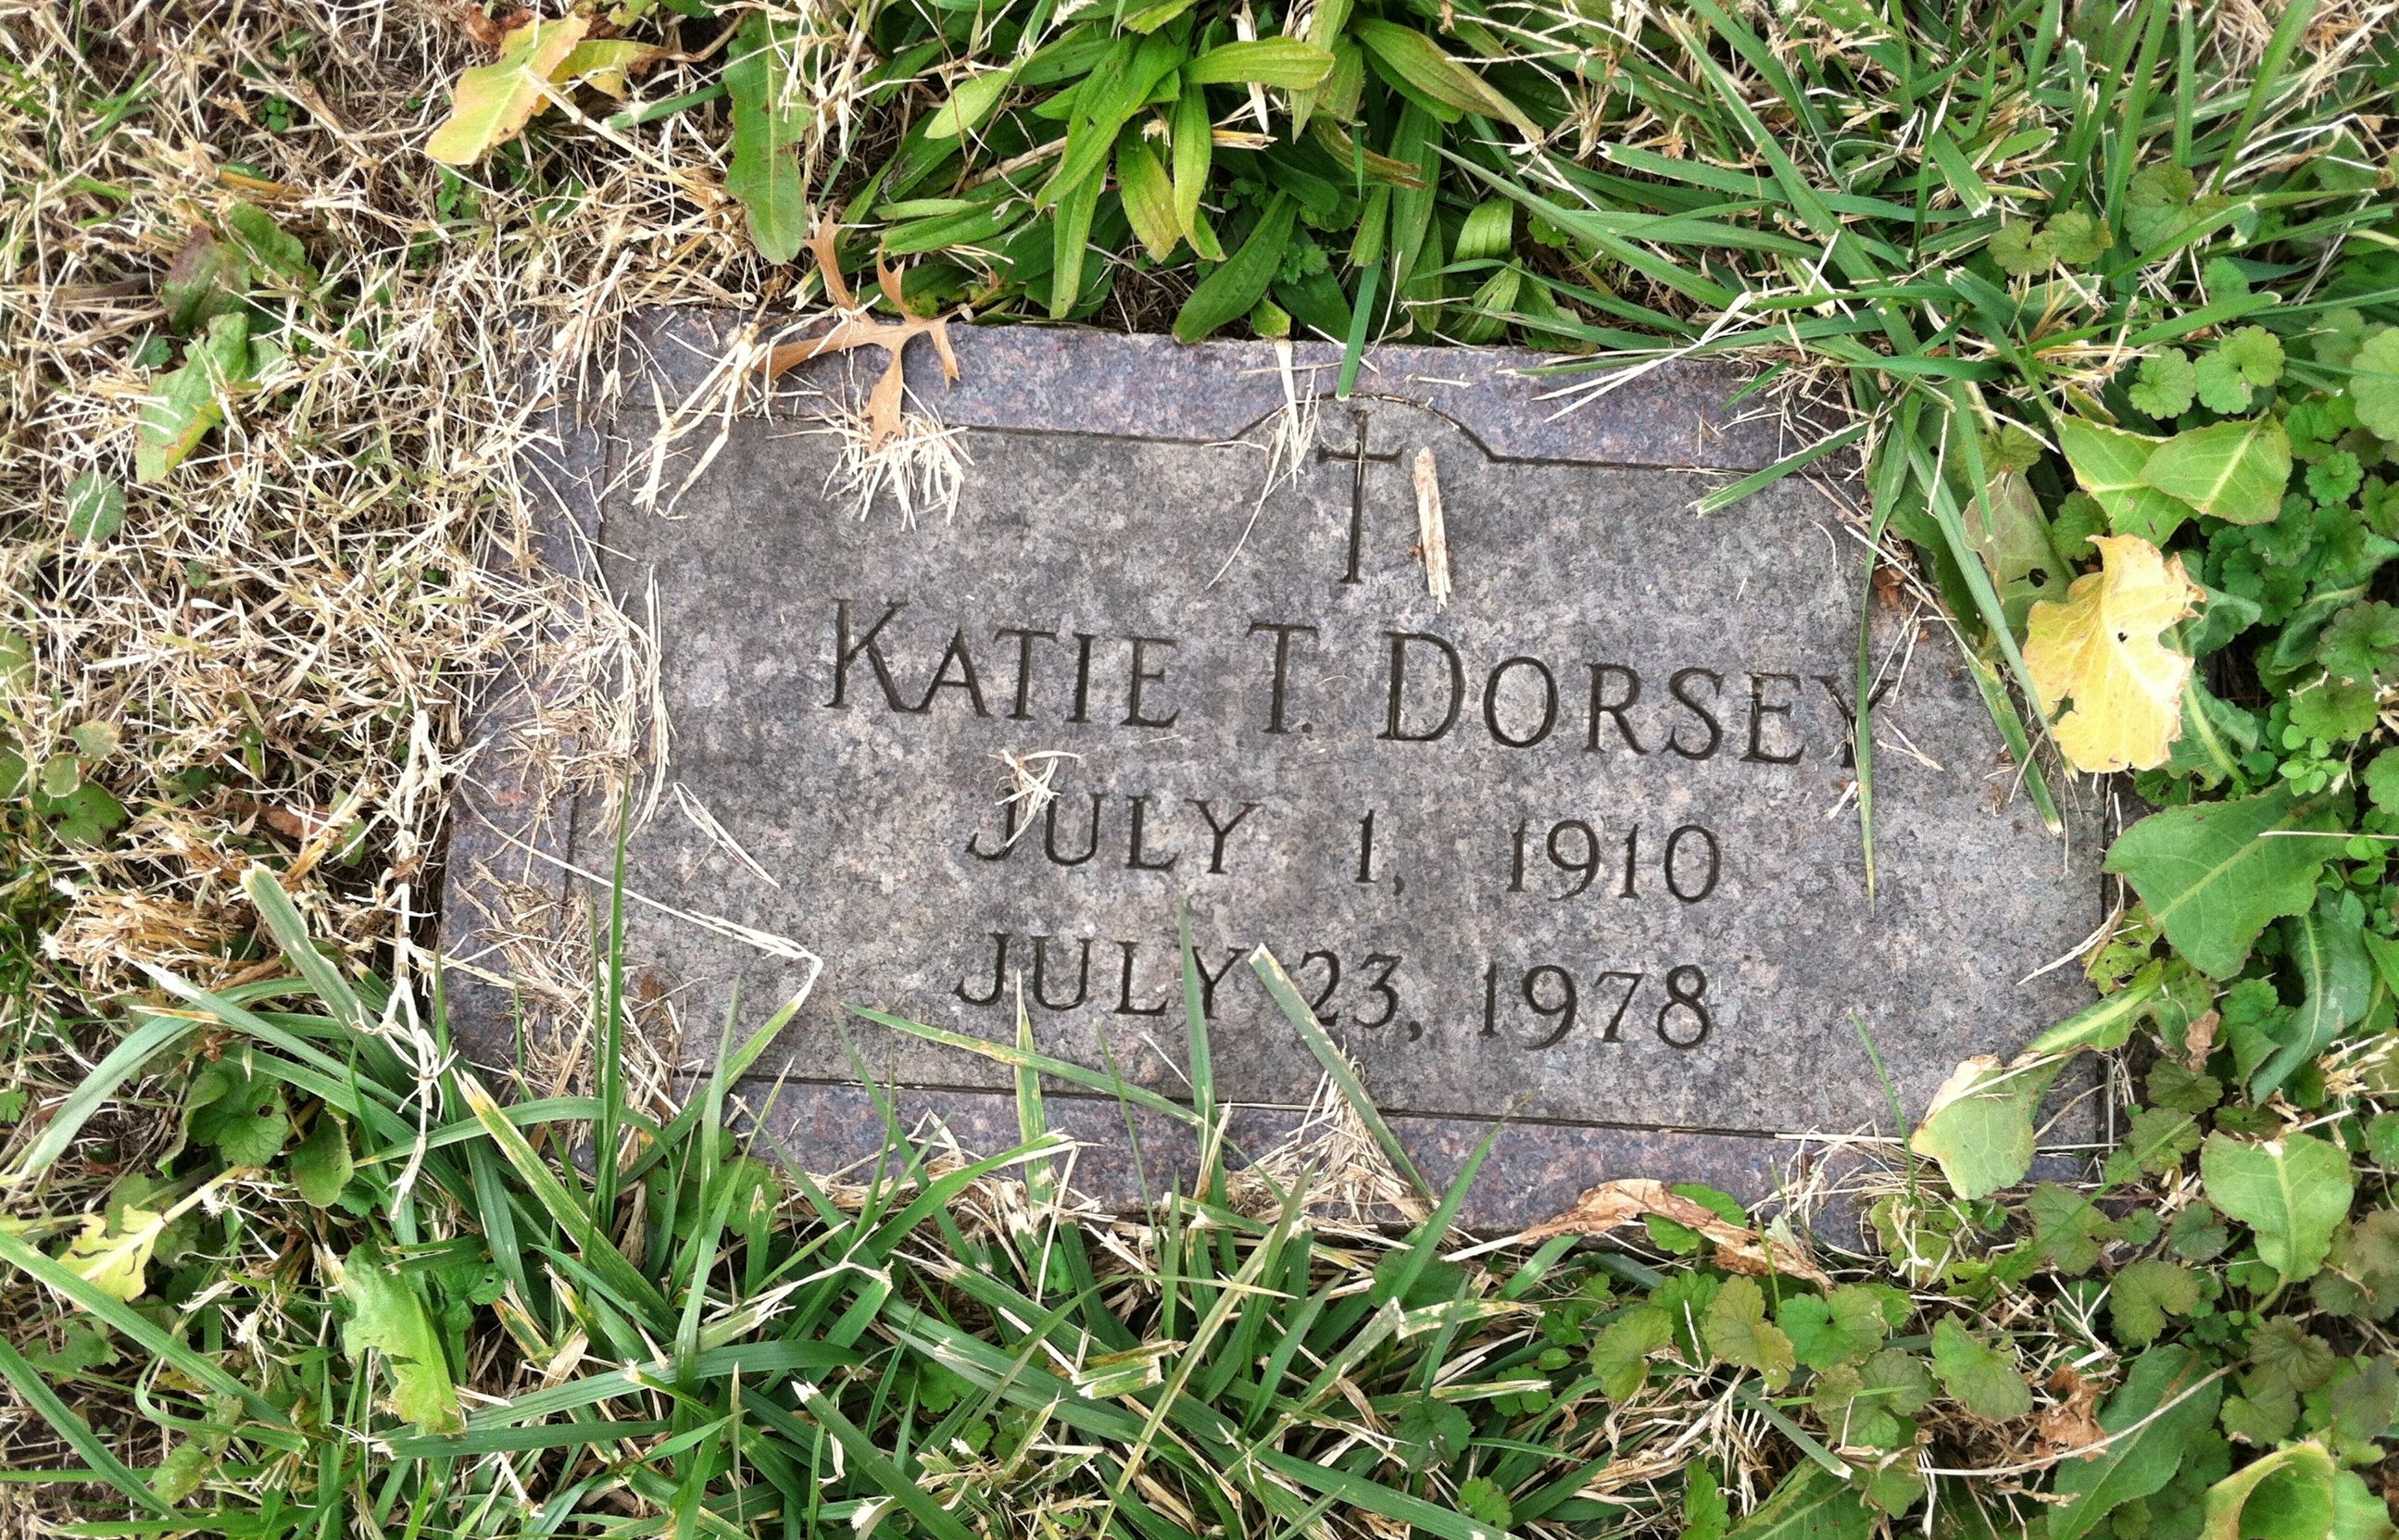 KATIE T. DORSEY
JULY 1, 1910
JULY 23, 1978